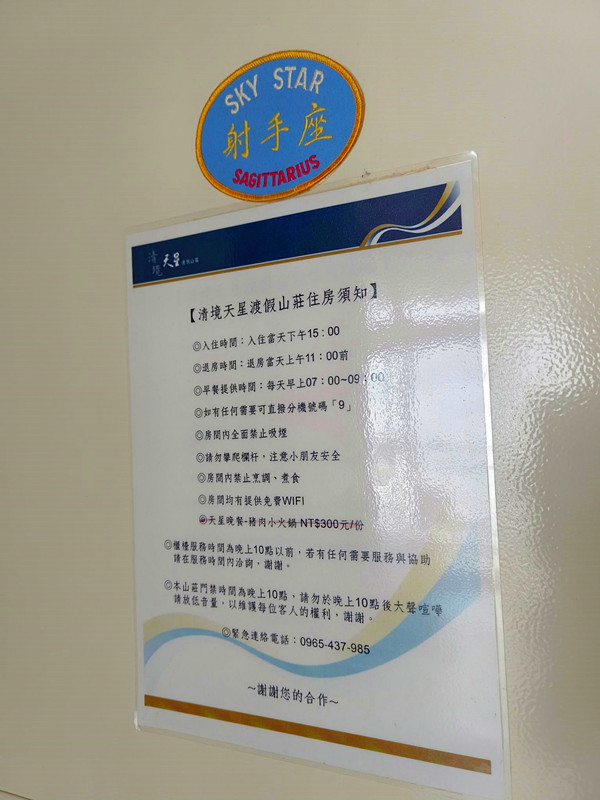 SKY STAR
射手座
SAGITTARIUS
清境 天星
【清境天星渡假山莊住房須知】
◎入住時間：入住當天下午15：00
◎退房時間：退房當天上午11：00前
◎早餐提供時間：每天早上07：00~09：00
◎如有任何需要可直撥分機號碼「9」
◎房間內全面禁止吸煙
◎請勿攀爬欄杆，注意小朋友安全
◎房間內禁止烹調、煮食
◎房間均有提供免費WIFI
◎天星晚餐-豬肉小火鍋 NT$300元/份
◎櫃檯服務時間為晚上10點以前，若有任何需要服務與協助
請在服務時間內洽詢，謝謝。
◎本山莊門禁時間為晚上10點，請勿於晚上10點後大聲喧嘩
請放低音量，以維護每位客人的權利，謝謝。
◎緊急連絡電話：0965-437-985
～謝謝您的合作～